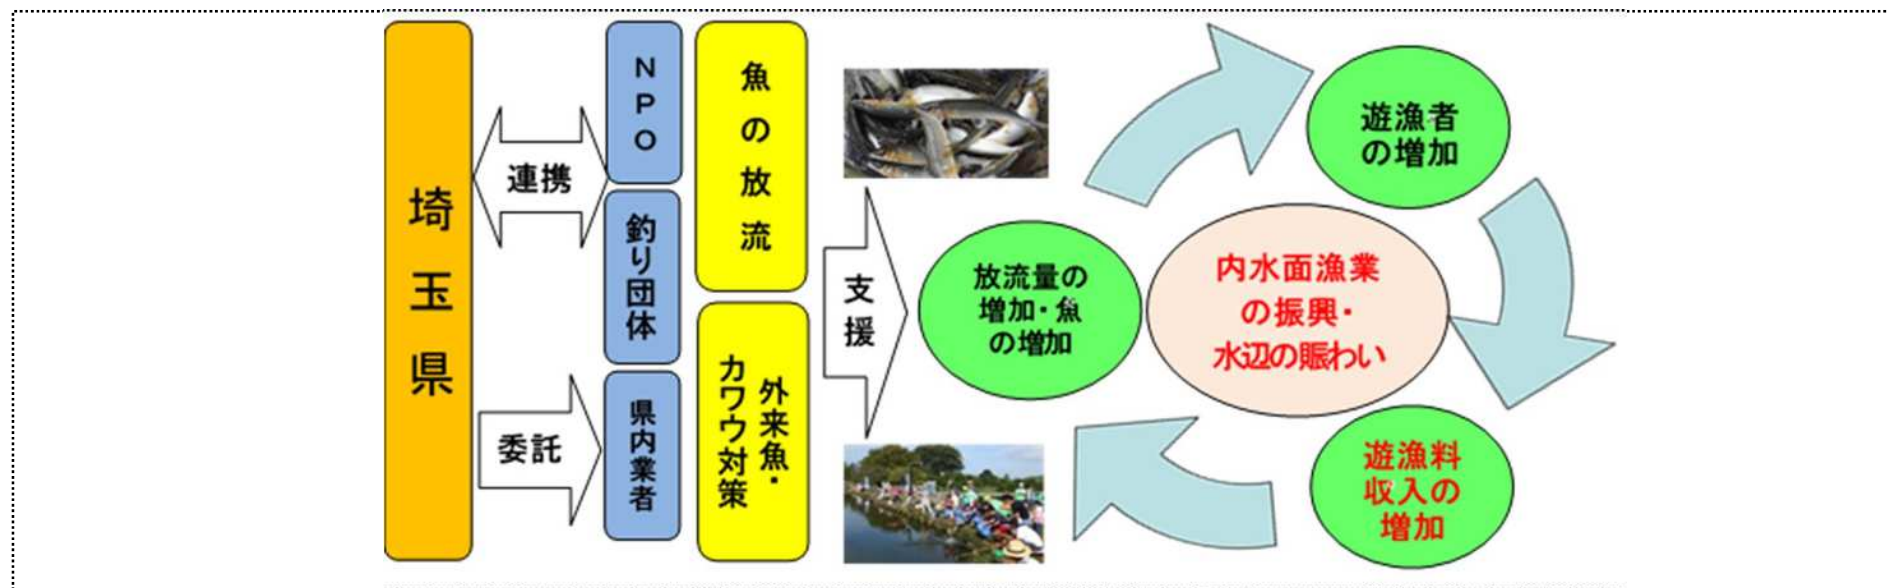 埼玉県
連携
委託
NPO
釣り団体
県内業者
魚の放流
外来魚・
カワウ対策
支援
放流量の
増加・魚
の増加
遊漁者
の増加
内水面漁業
の振興・
水辺の賑わい
遊漁料
収入の
増加